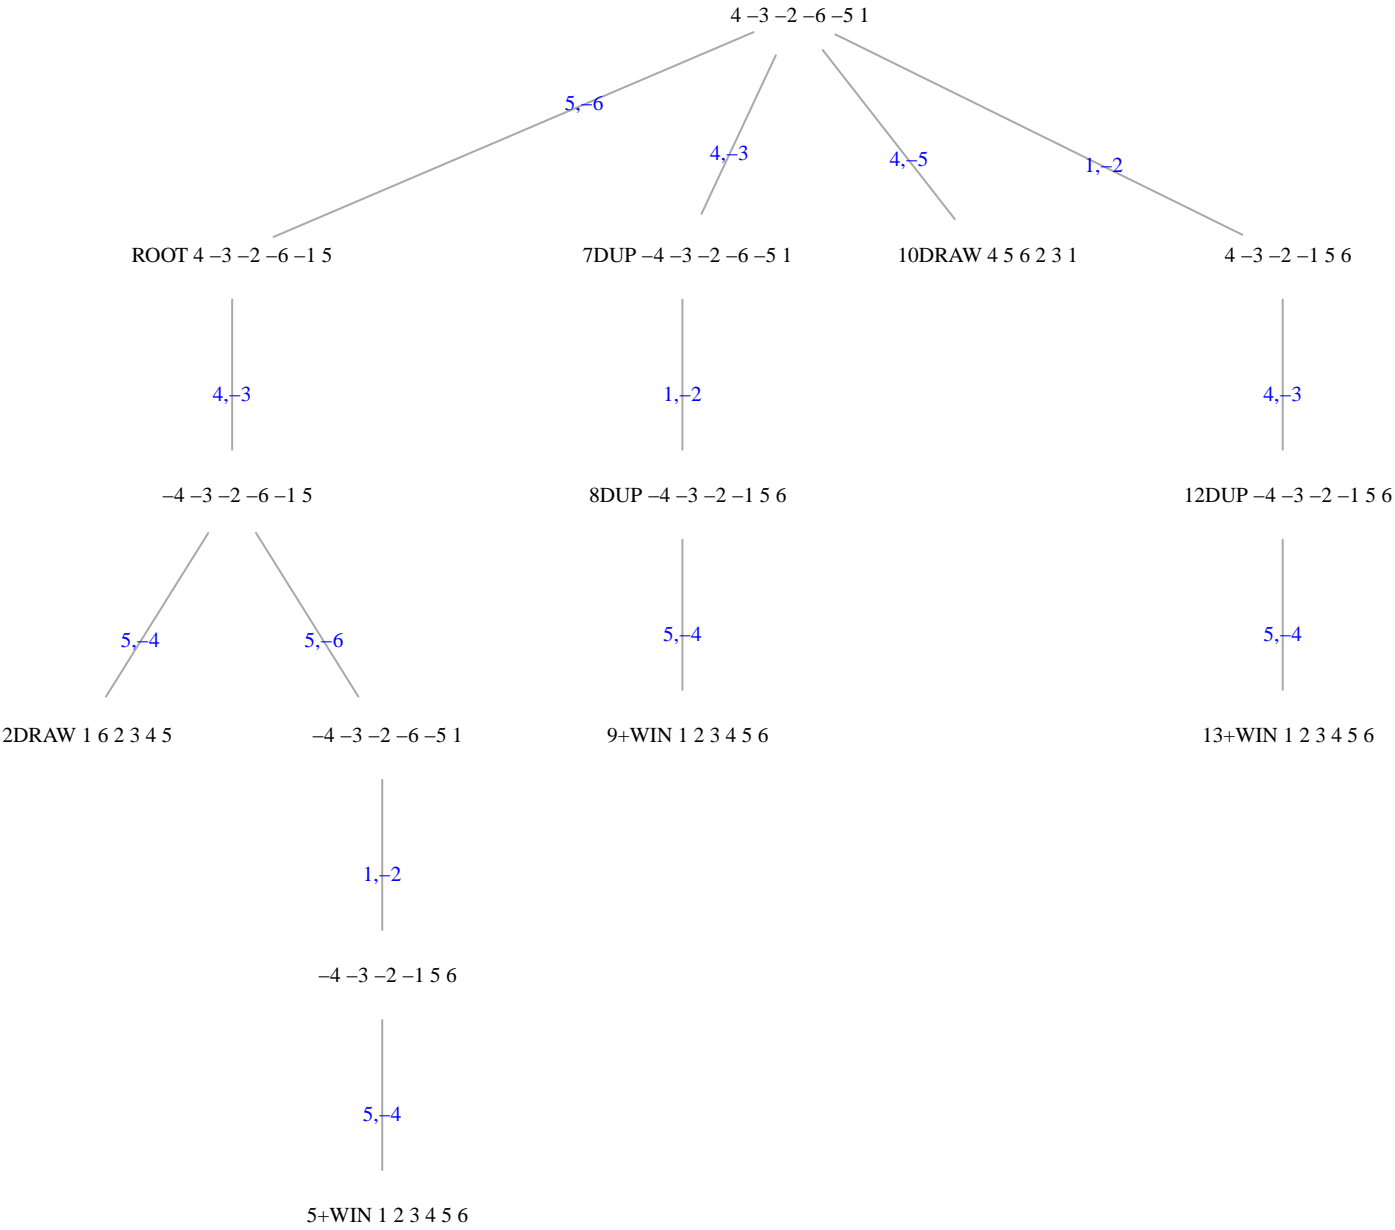 4 –3 –2 –6 –5 1
5,–6
4,–3
4,–5
1,–2
ROOT 4 –3 –2 –6 –1 5
7DUP –4 –3 –2 –6 –5 1
10DRAW 4 5 6 2 3 1
4 –3 –2 –1 5 6
4,–3
1,–2
4,–3
–4 –3 –2 –6 –1 5
8DUP –4 –3 –2 –1 5 6
12DUP –4 –3 –2 –1 5 6
5,–4
5,–6
5,–4
5,–4
2DRAW 1 6 2 3 4 5
–4 –3 –2 –6 –5 1
9+WIN 1 2 3 4 5 6
13+WIN 1 2 3 4 5 6
1,–2
–4 –3 –2 –1 5 6
5,–4
5+WIN 1 2 3 4 5 6